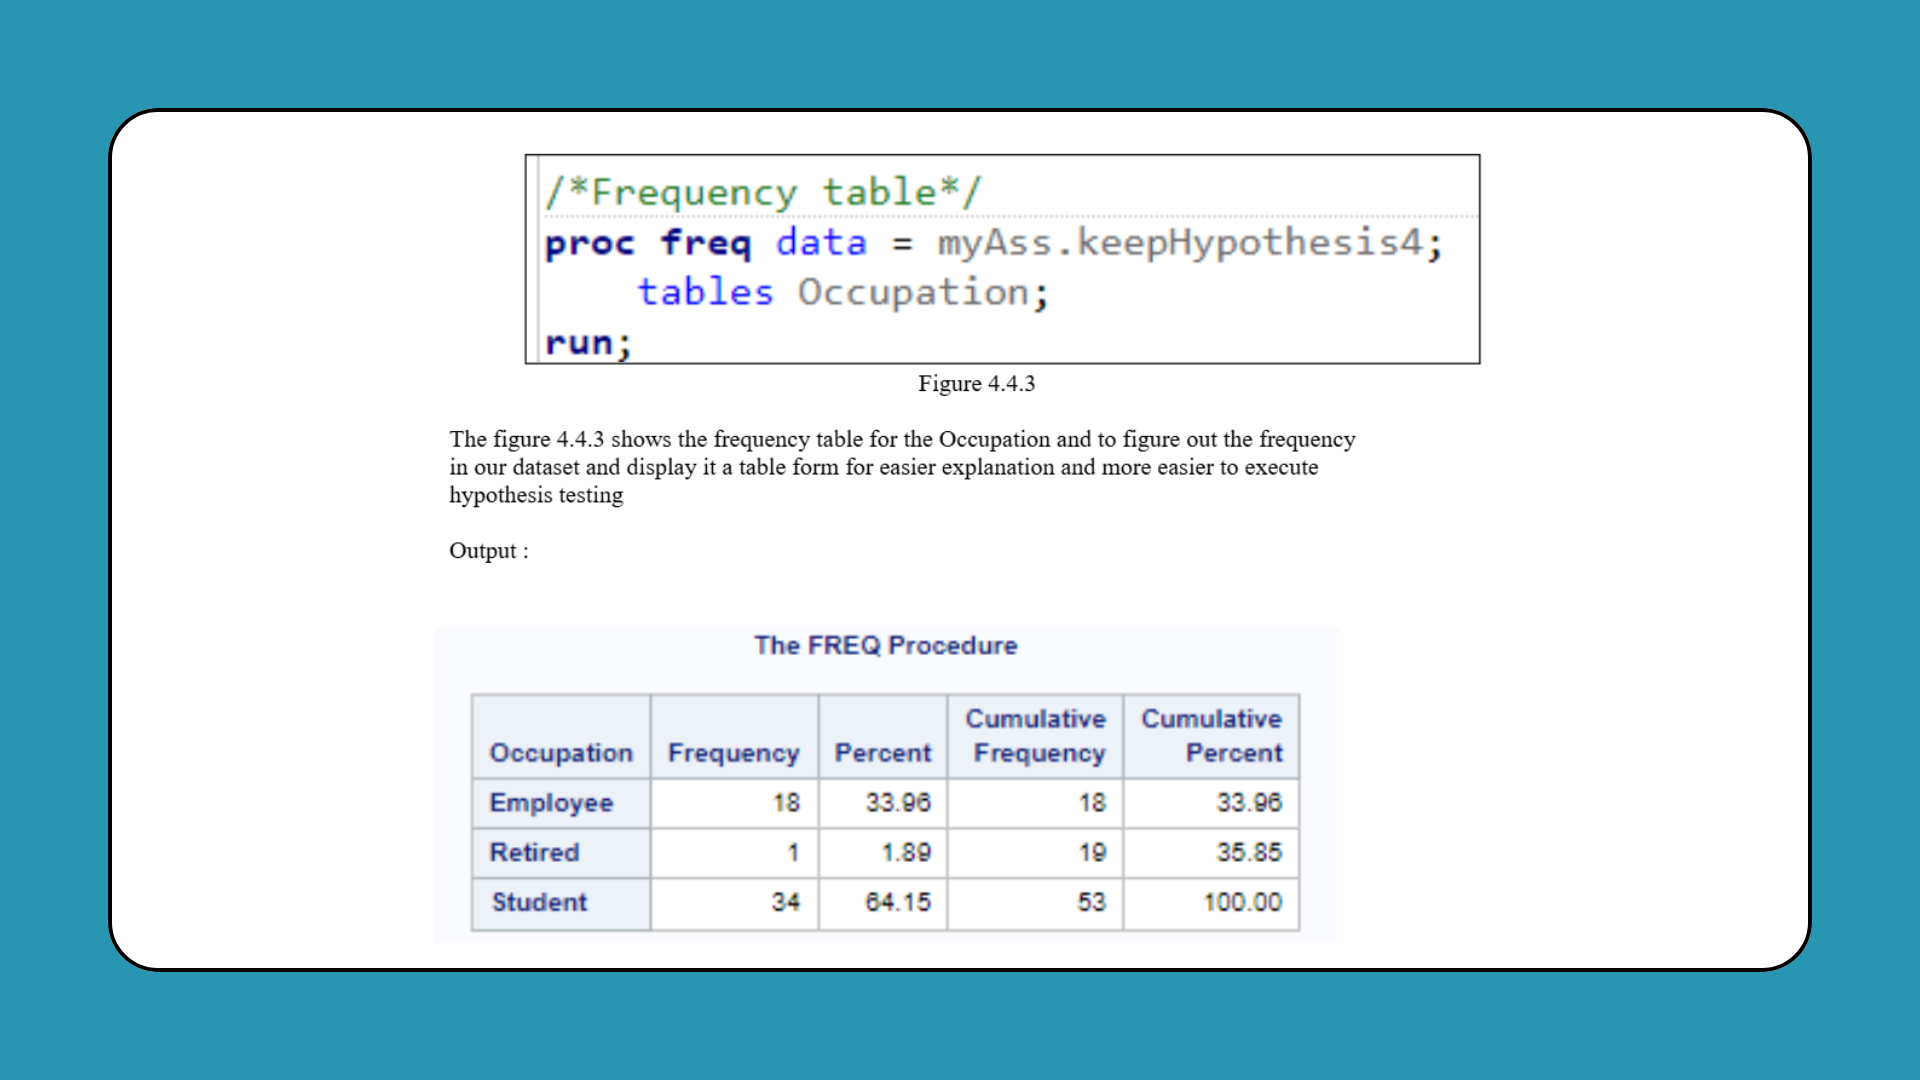 /*Frequency table*/
proc freq data = myAss.keepHypothesis4;
tables Occupation;
run;
Figure 4.4.3
The figure 4.4.3 shows the frequency table for the Occupation and to figure out the frequency
in our dataset and display it a table form for easier explanation and more easier to execute
hypothesis testing
Output :
The FREQ Procedure
Occupation Frequency Percent Cumulative Frequency Cumulative Percent
Employee 18 33.96 18 33.96
Retired 1 1.89 19 35.85
Student 34 64.15 53 100.00